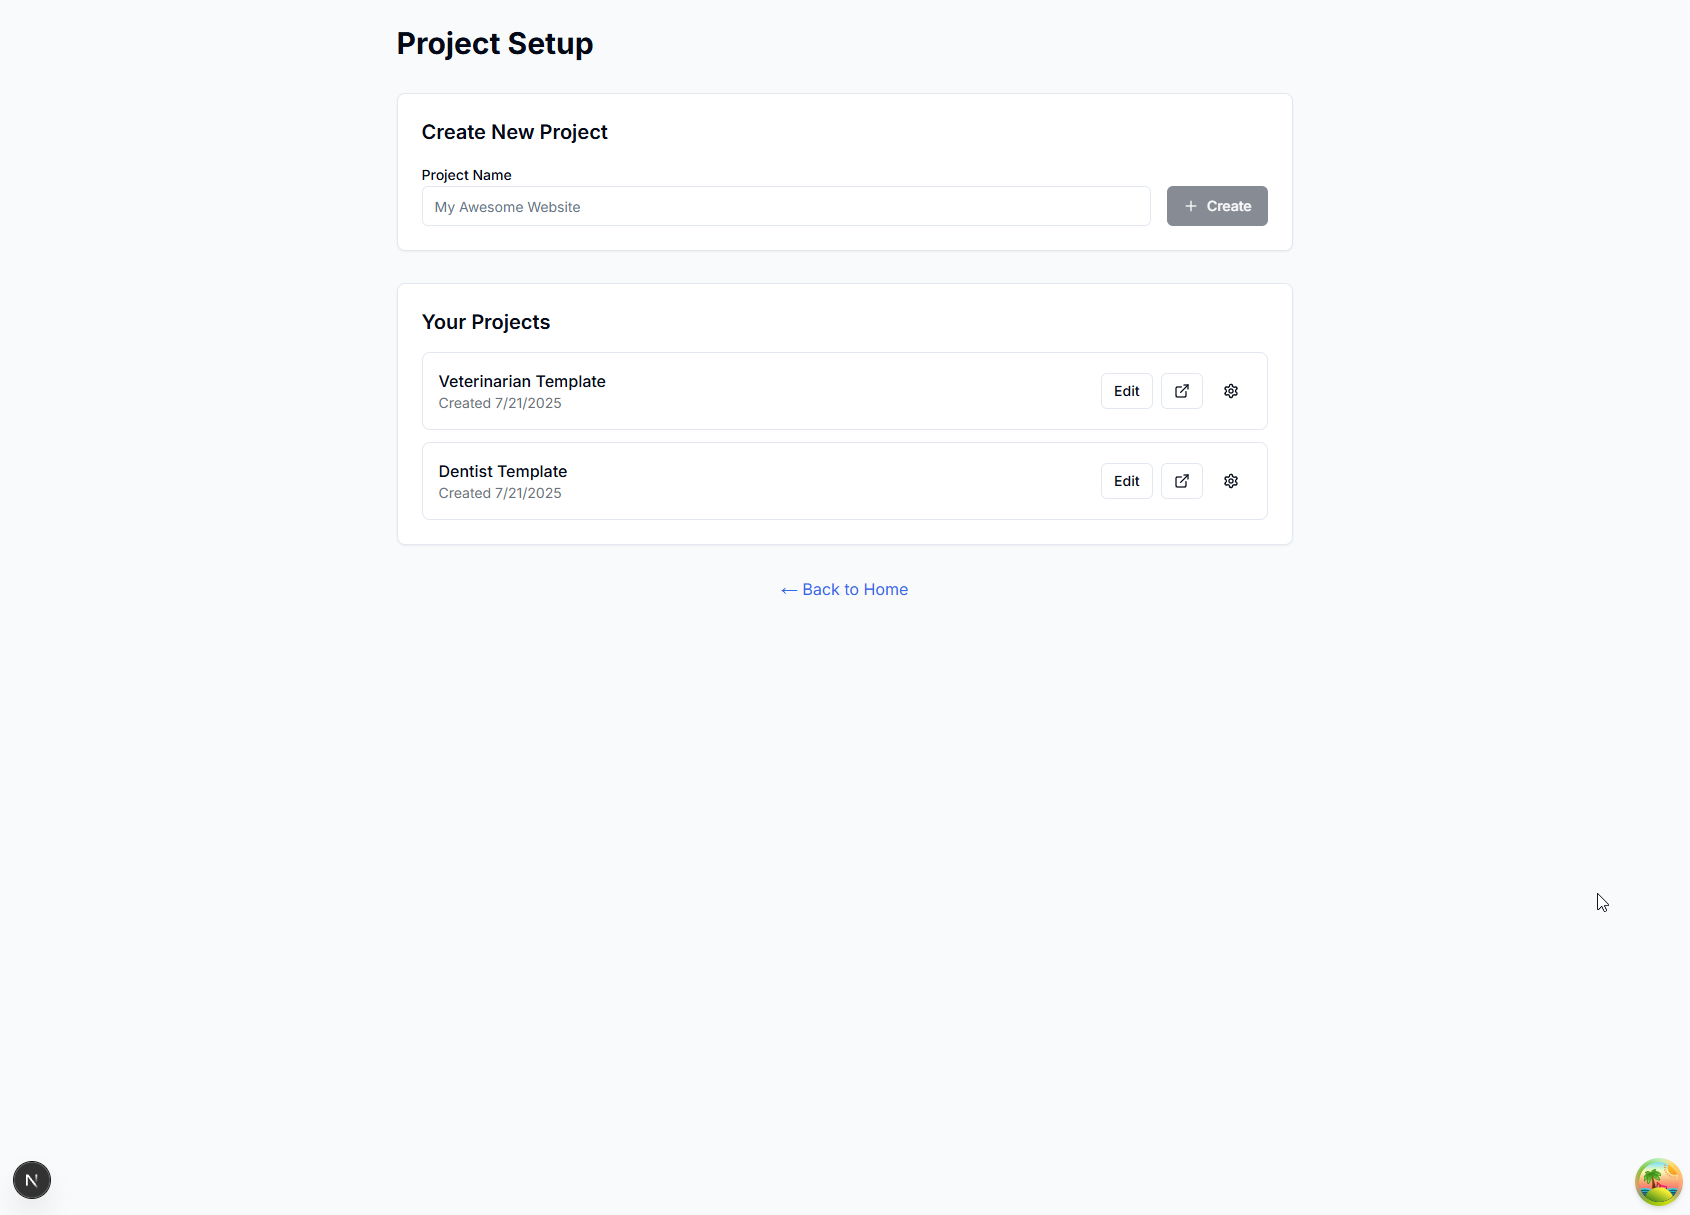 Project Setup
Create New Project
Project Name
My Awesome Website
+ Create
Your Projects
Veterinarian Template
Created 7/21/2025
Edit
Dentist Template
Created 7/21/2025
Edit
← Back to Home
N